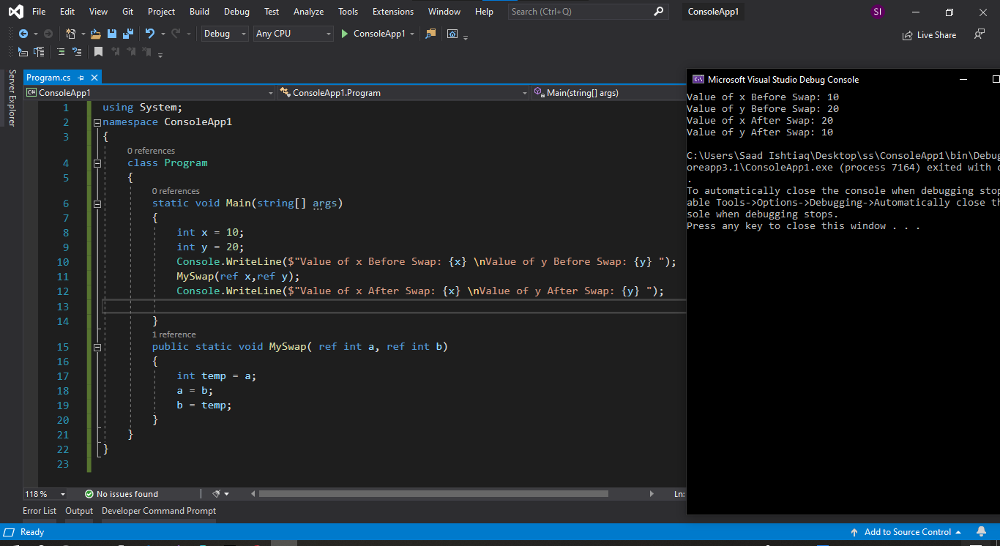 File Edit View Git Project Build Debug Test Analyze Tools Extensions Window Help Search (Ctrl+Q) ConsoleApp1 SI
Debug Any CPU ConsoleApp1 Live Share
Server Explorer
Program.cs
C# ConsoleApp1 ConsoleApp1.Program Main(string[] args)
1 using System;
2 namespace ConsoleApp1
3 {
0 references
4 class Program
5 {
0 references
6 static void Main(string[] args)
7 {
8 int x = 10;
9 int y = 20;
10 Console.WriteLine($"Value of x Before Swap: {x} \nValue of y Before Swap: {y} ");
11 MySwap(ref x,ref y);
12 Console.WriteLine($"Value of x After Swap: {x} \nValue of y After Swap: {y} ");
13
14 }
1 reference
15 public static void MySwap( ref int a, ref int b)
16 {
17 int temp = a;
18 a = b;
19 b = temp;
20 }
21 }
22 }
23
118 % No issues found Ln:
Error List Output Developer Command Prompt
Ready Add to Source Control
C:\ Microsoft Visual Studio Debug Console
Value of x Before Swap: 10
Value of y Before Swap: 20
Value of x After Swap: 20
Value of y After Swap: 10
C:\Users\Saad Ishtiaq\Desktop\ss\ConsoleApp1\bin\Debug
oreapp3.1\ConsoleApp1.exe (process 7164) exited with c
.
To automatically close the console when debugging stop
able Tools->Options->Debugging->Automatically close th
sole when debugging stops.
Press any key to close this window . . .